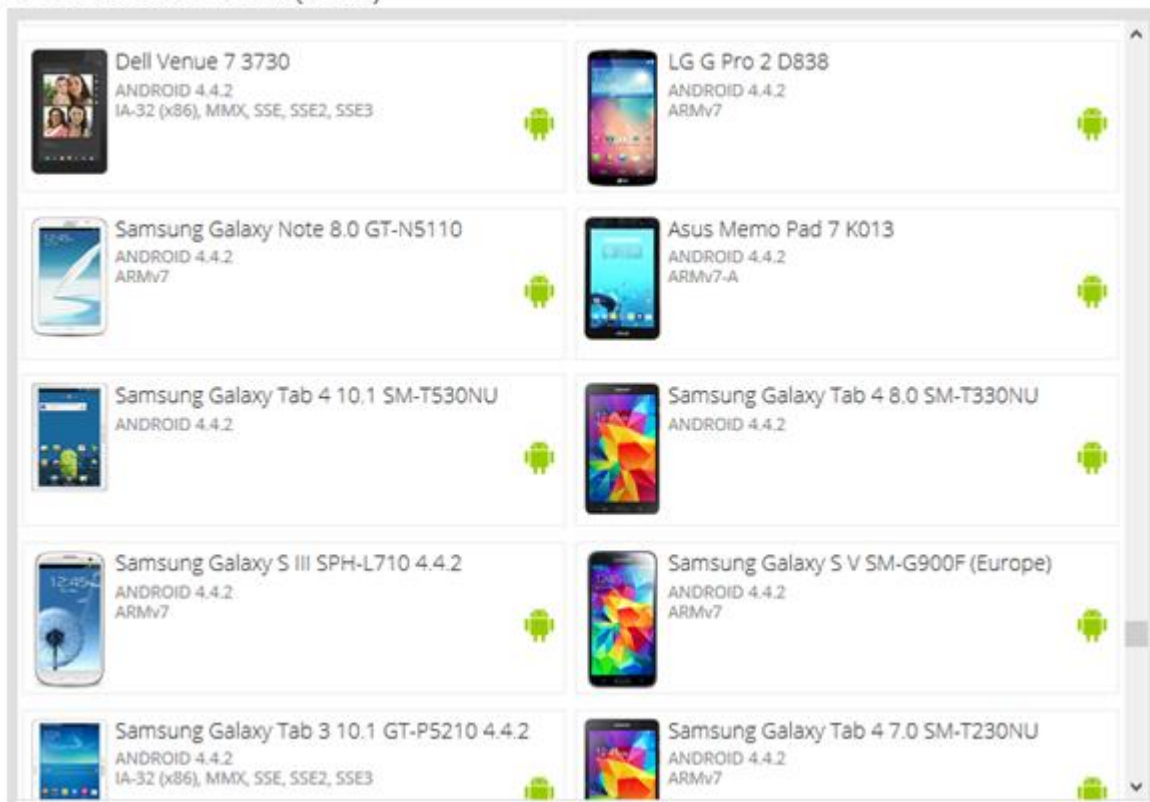 Dell Venue 7 3730
ANDROID 4.4.2
IA-32 (x86), MMX, SSE, SSE2, SSE3
LG G Pro 2 D838
ANDROID 4.4.2
ARMv7
Samsung Galaxy Note 8.0 GT-N5110
ANDROID 4.4.2
ARMv7
Asus Memo Pad 7 K013
ANDROID 4.4.2
ARMv7-A
Samsung Galaxy Tab 4 10.1 SM-T530NU
ANDROID 4.4.2
Samsung Galaxy Tab 4 8.0 SM-T330NU
ANDROID 4.4.2
Samsung Galaxy S III SPH-L710 4.4.2
ANDROID 4.4.2
ARMv7
Samsung Galaxy S V SM-G900F (Europe)
ANDROID 4.4.2
ARMv7
Samsung Galaxy Tab 3 10.1 GT-P5210 4.4.2
ANDROID 4.4.2
IA-32 (x86), MMX, SSE, SSE2, SSE3
Samsung Galaxy Tab 4 7.0 SM-T230NU
ANDROID 4.4.2
ARMv7